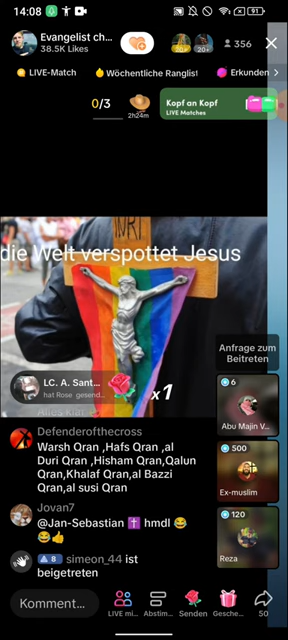 14:08
91
Evangelist ch...
38.5K Likes
20+
20+
356
LIVE-Match
Wöchentliche Ranglist
Erkunden
0/3
2h24m
Kopf an Kopf
LIVE Matches
INRI
die Welt verspottet Jesus
Anfrage zum
Beitreten
LC. A. Sant...
hat Rose gesend...
x1
6
Abu Majin V...
Defenderofthecross
Warsh Qran ,Hafs Qran ,al
Duri Qran ,Hisham Qran,Qalun
Qran,Khalaf Qran,al Bazzi
Qran,al susi Qran
500
Ex-muslim
Jovan7
@Jan-Sebastian ✝️ hmdl 😂
😂👍
120
Reza
8 simeon_44 ist
beigetreten
Komment...
LIVE mi...
Abstim...
Senden
Gesche...
50